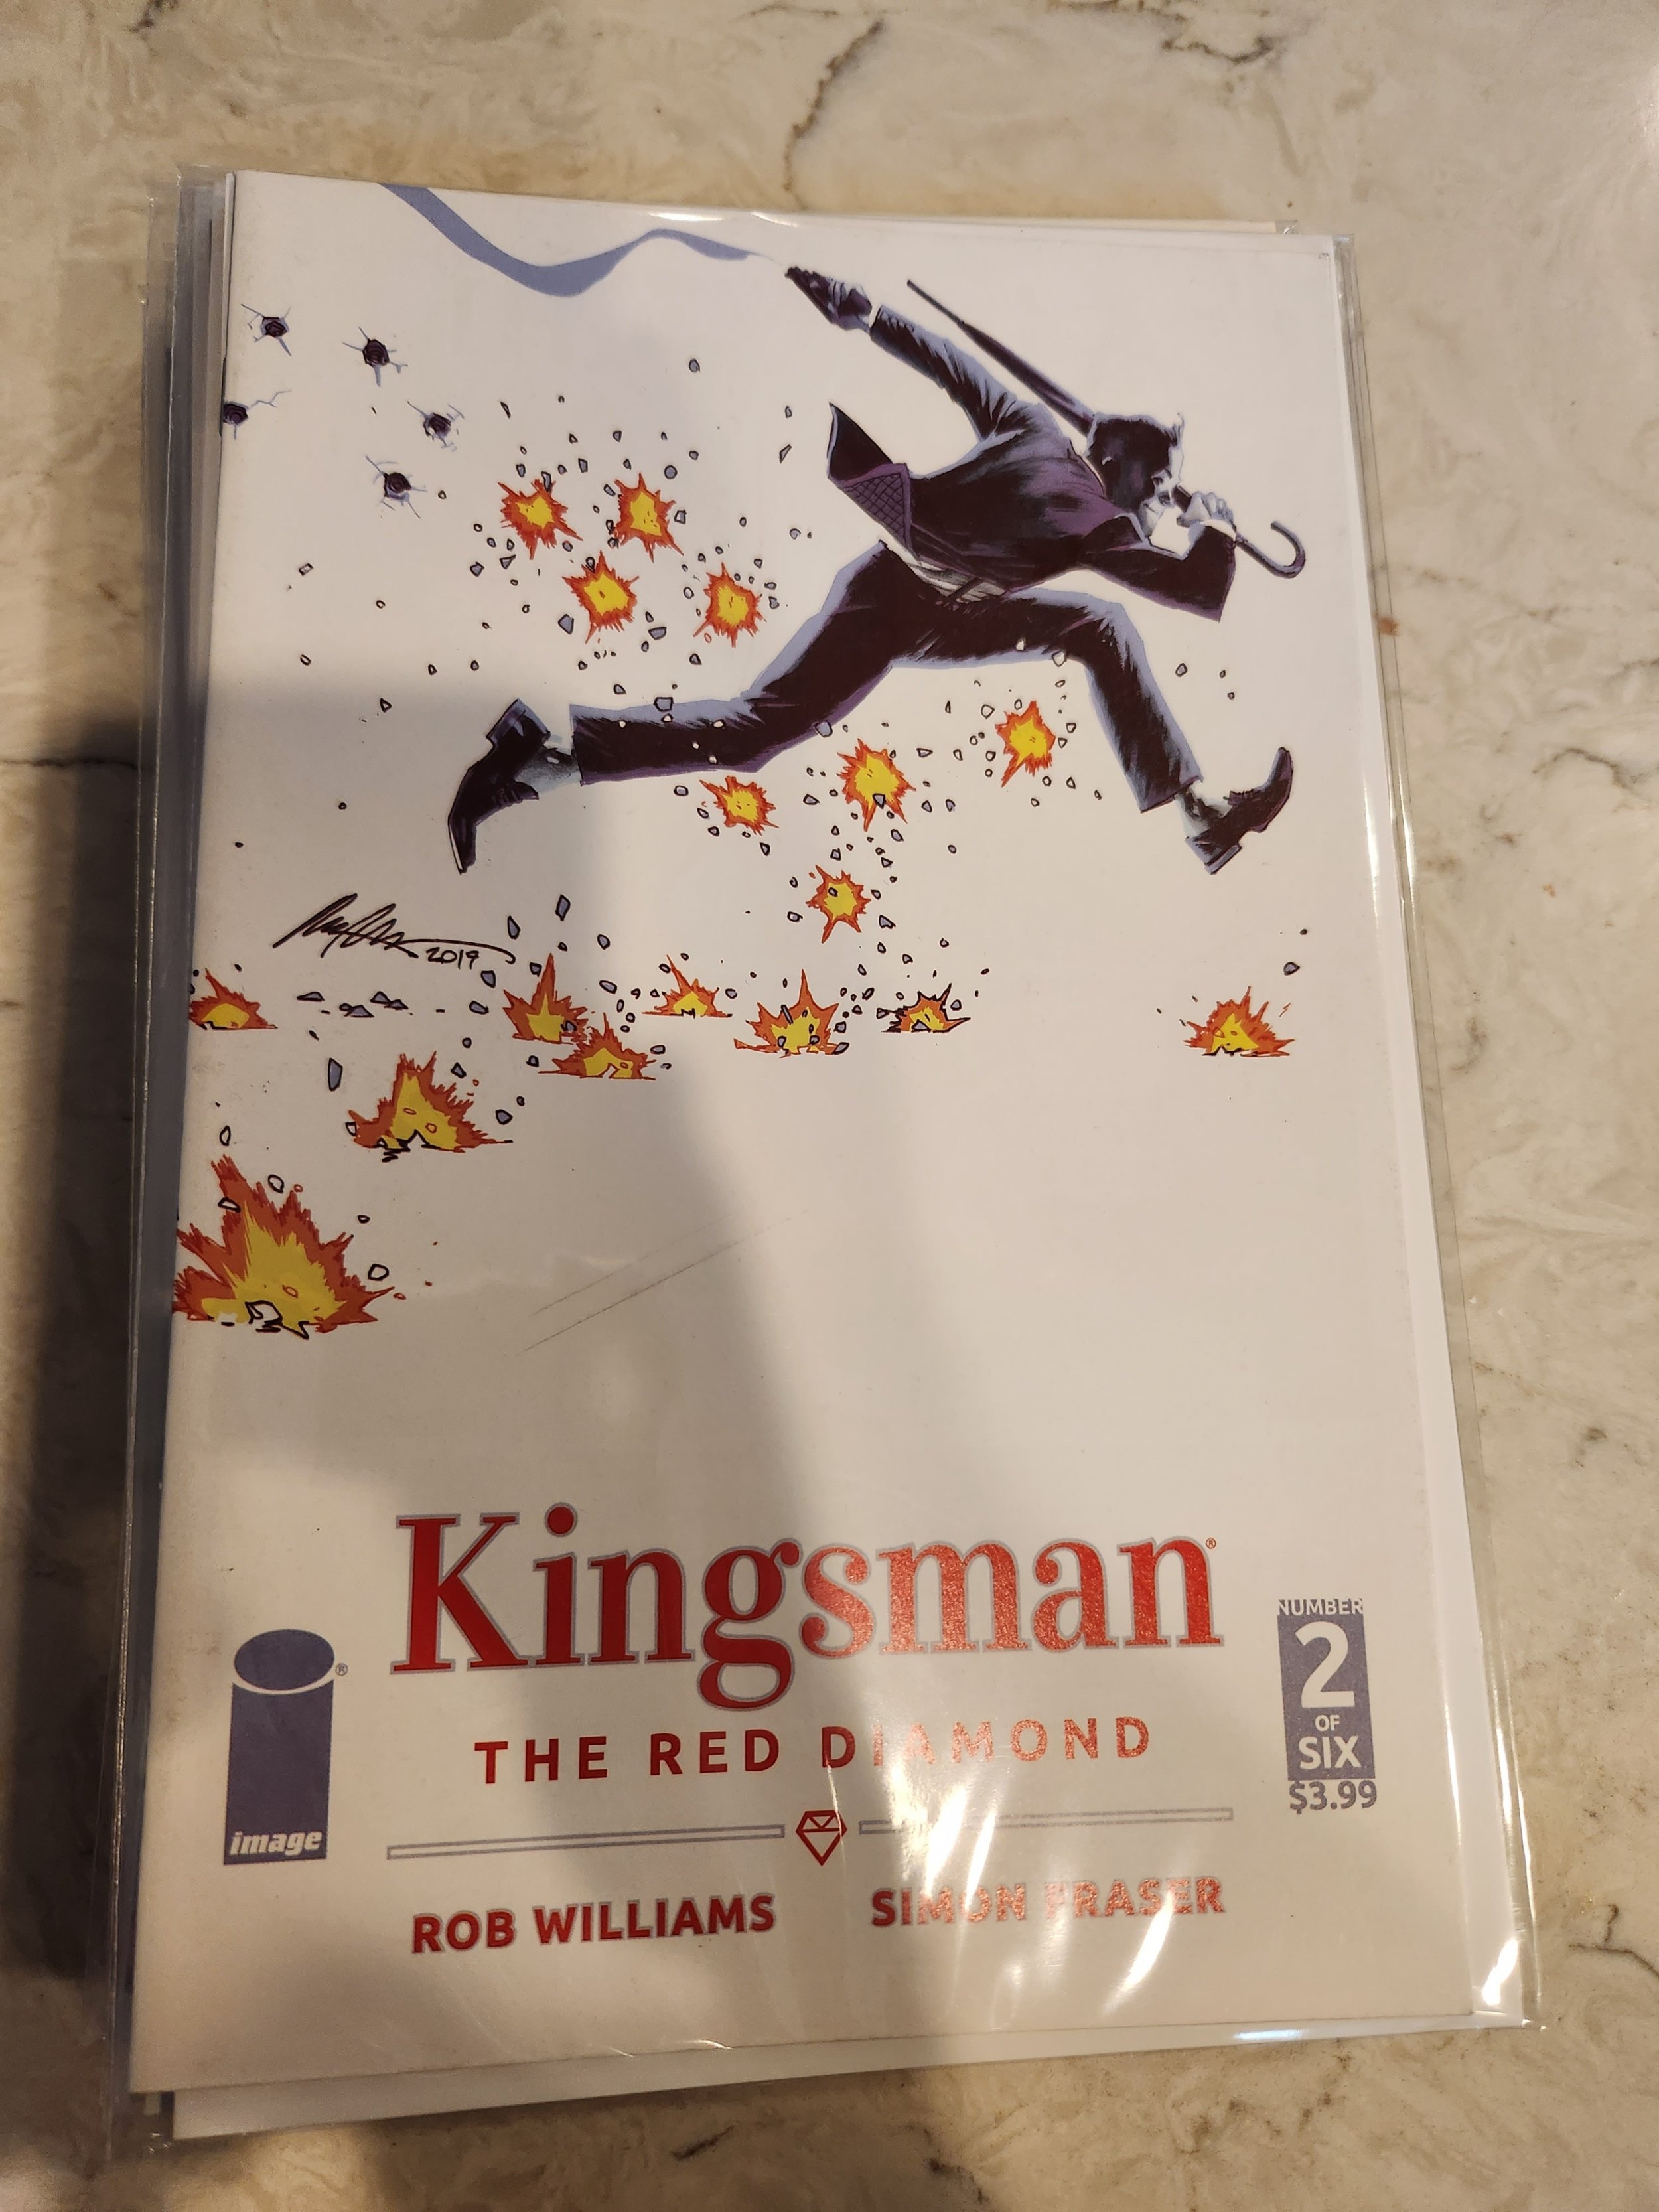 2019
Kingsman®
THE RED DIAMOND
NUMBER
2
OF
SIX
$3.99
image®
ROB WILLIAMS
SIMON FRASER